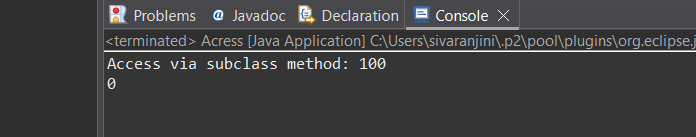 Problems @ Javadoc Declaration Console
<terminated> Acress [Java Application] C:\Users\sivaranjini\.p2\pool\plugins\org.eclipse.j
Access via subclass method: 100
0